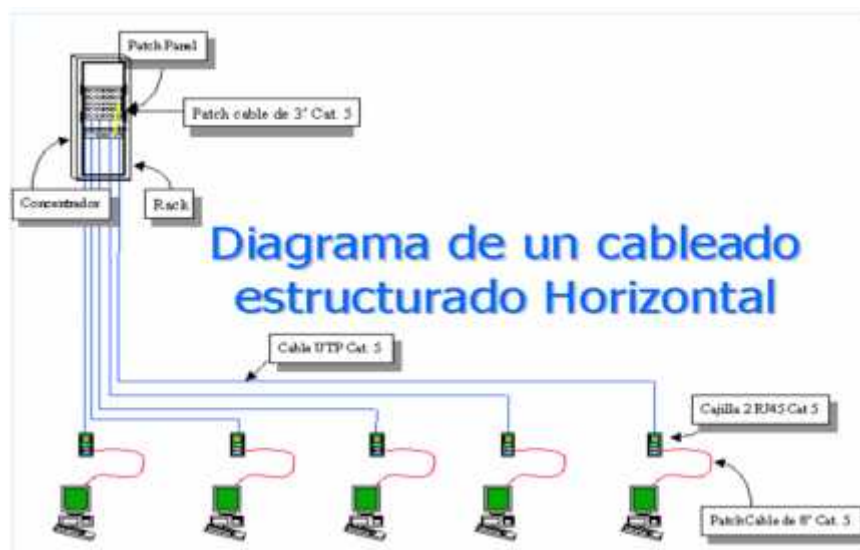 Patch Panel
Patch cable de 3" Cat. 5
Concentrador
Rack
Diagrama de un cableado
estructurado Horizontal
Cable UTP Cat. 5
Cajilla 2 RJ45 Cat 5
PatchCable de 8" Cat. 5